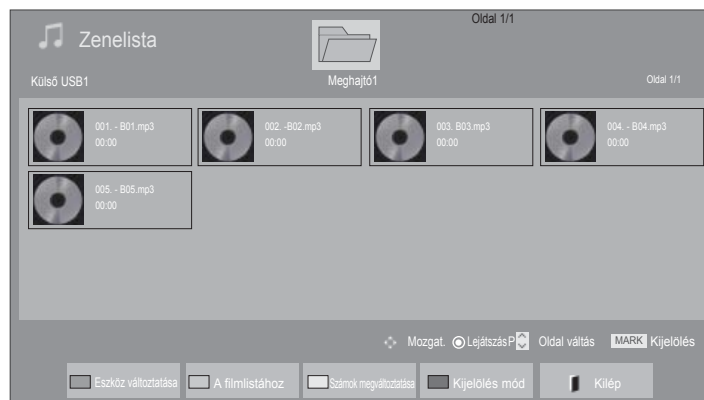 Oldal 1/1
Zenelista
Külső USB1
Meghajtó1
Oldal 1/1
001. - B01.mp3
00:00
002. -B02.mp3
00:00
003. B03.mp3
00:00
004. - B04.mp3
00:00
005. - B05.mp3
00:00
Mozgat. Lejátszás P Oldal váltás MARK Kijelölés
Eszköz változtatása A filmlistához Számok megváltoztatása Kijelölés mód Kilép